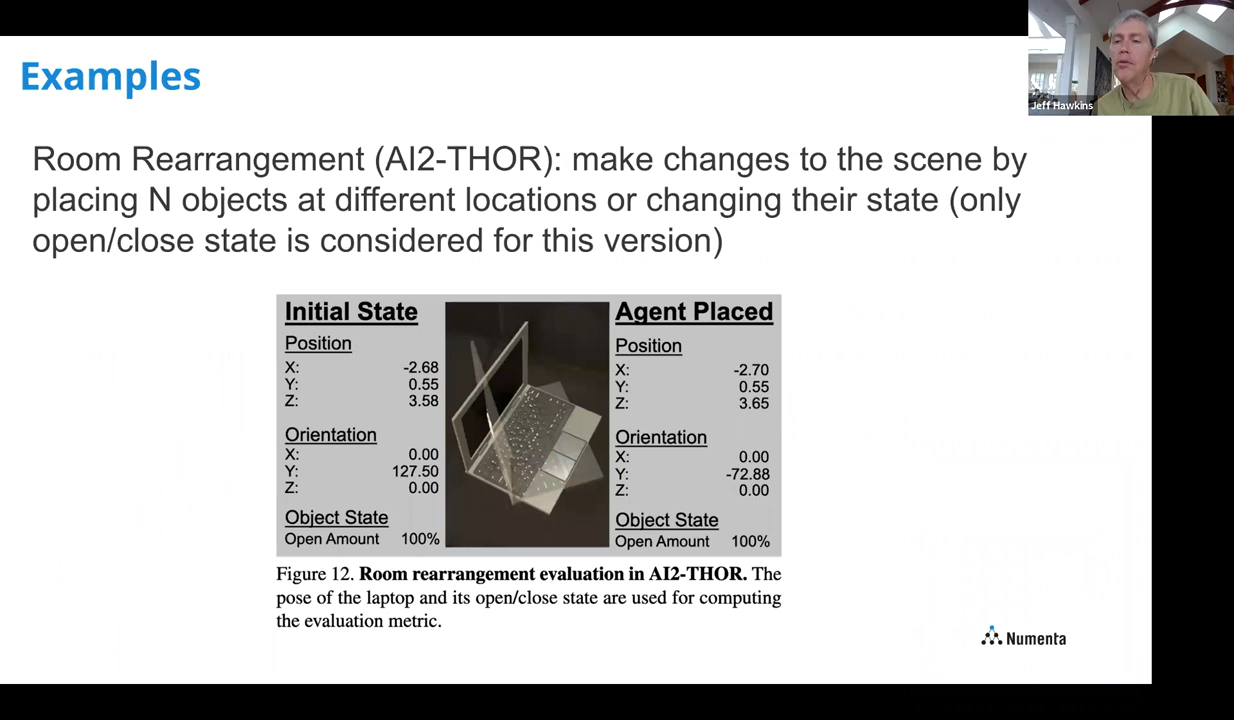 Examples
Jeff Hawkins
Room Rearrangement (AI2-THOR): make changes to the scene by
placing N objects at different locations or changing their state (only
open/close state is considered for this version)
Initial State
Position
X: -2.68
Y: 0.55
Z: 3.58
Orientation
X: 0.00
Y: 127.50
Z: 0.00
Object State
Open Amount 100%
Agent Placed
Position
X: -2.70
Y: 0.55
Z: 3.65
Orientation
X: 0.00
Y: -72.88
Z: 0.00
Object State
Open Amount 100%
Figure 12. Room rearrangement evaluation in AI2-THOR. The
pose of the laptop and its open/close state are used for computing
the evaluation metric.
Numenta